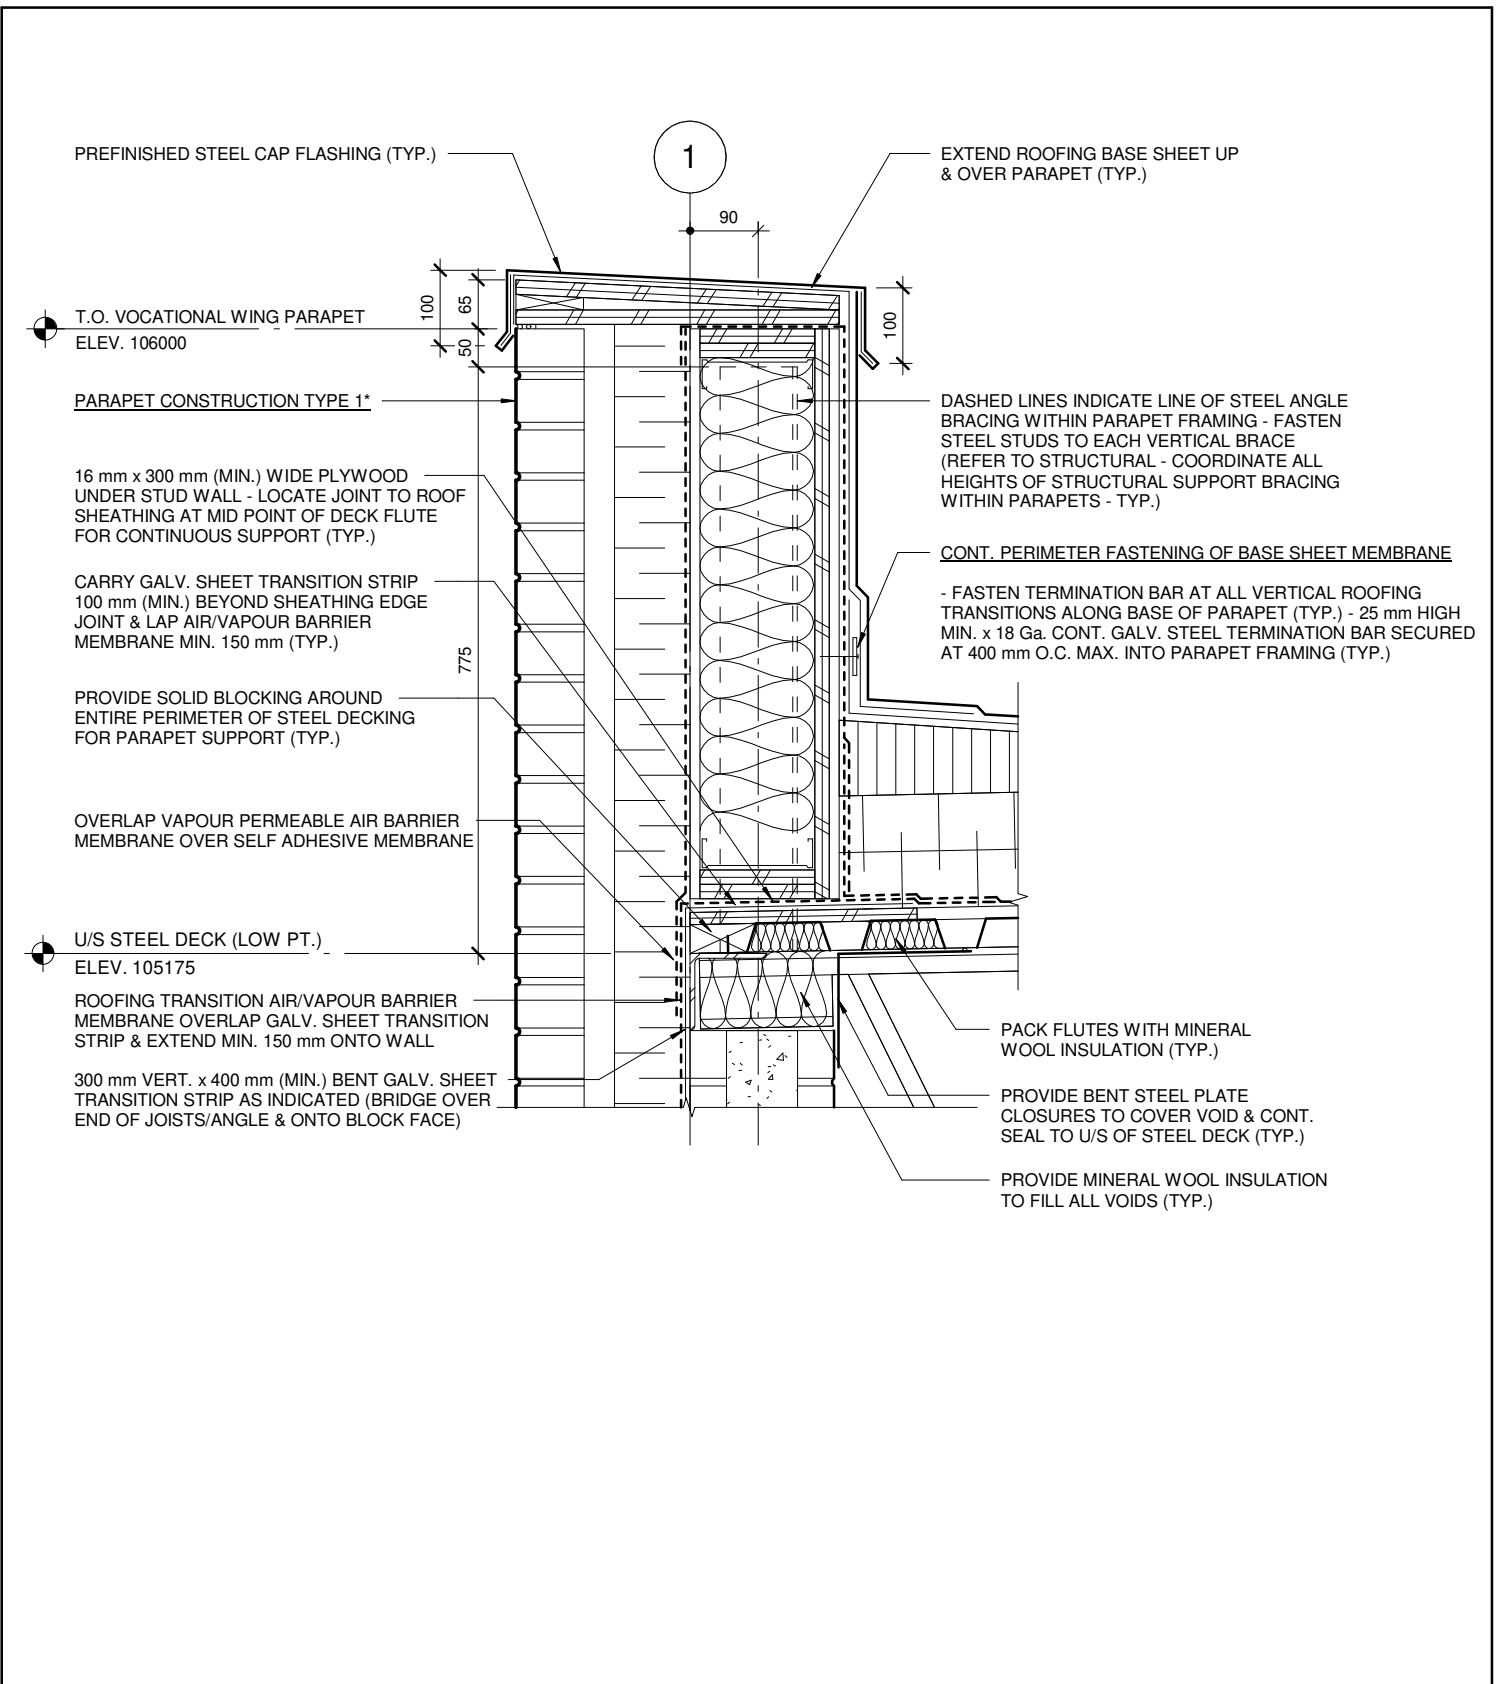 PREFINISHED STEEL CAP FLASHING (TYP.)
1
EXTEND ROOFING BASE SHEET UP
& OVER PARAPET (TYP.)
90
100
65
50
100
T.O. VOCATIONAL WING PARAPET
ELEV. 106000
PARAPET CONSTRUCTION TYPE 1*
DASHED LINES INDICATE LINE OF STEEL ANGLE
BRACING WITHIN PARAPET FRAMING - FASTEN
STEEL STUDS TO EACH VERTICAL BRACE
(REFER TO STRUCTURAL - COORDINATE ALL
HEIGHTS OF STRUCTURAL SUPPORT BRACING
WITHIN PARAPETS - TYP.)
16 mm x 300 mm (MIN.) WIDE PLYWOOD
UNDER STUD WALL - LOCATE JOINT TO ROOF
SHEATHING AT MID POINT OF DECK FLUTE
FOR CONTINUOUS SUPPORT (TYP.)
CONT. PERIMETER FASTENING OF BASE SHEET MEMBRANE
- FASTEN TERMINATION BAR AT ALL VERTICAL ROOFING
TRANSITIONS ALONG BASE OF PARAPET (TYP.) - 25 mm HIGH
MIN. x 18 Ga. CONT. GALV. STEEL TERMINATION BAR SECURED
AT 400 mm O.C. MAX. INTO PARAPET FRAMING (TYP.)
CARRY GALV. SHEET TRANSITION STRIP
100 mm (MIN.) BEYOND SHEATHING EDGE
JOINT & LAP AIR/VAPOUR BARRIER
MEMBRANE MIN. 150 mm (TYP.)
775
PROVIDE SOLID BLOCKING AROUND
ENTIRE PERIMETER OF STEEL DECKING
FOR PARAPET SUPPORT (TYP.)
OVERLAP VAPOUR PERMEABLE AIR BARRIER
MEMBRANE OVER SELF ADHESIVE MEMBRANE
U/S STEEL DECK (LOW PT.)
ELEV. 105175
ROOFING TRANSITION AIR/VAPOUR BARRIER
MEMBRANE OVERLAP GALV. SHEET TRANSITION
STRIP & EXTEND MIN. 150 mm ONTO WALL
300 mm VERT. x 400 mm (MIN.) BENT GALV. SHEET
TRANSITION STRIP AS INDICATED (BRIDGE OVER
END OF JOISTS/ANGLE & ONTO BLOCK FACE)
PACK FLUTES WITH MINERAL
WOOL INSULATION (TYP.)
PROVIDE BENT STEEL PLATE
CLOSURES TO COVER VOID & CONT.
SEAL TO U/S OF STEEL DECK (TYP.)
PROVIDE MINERAL WOOL INSULATION
TO FILL ALL VOIDS (TYP.)